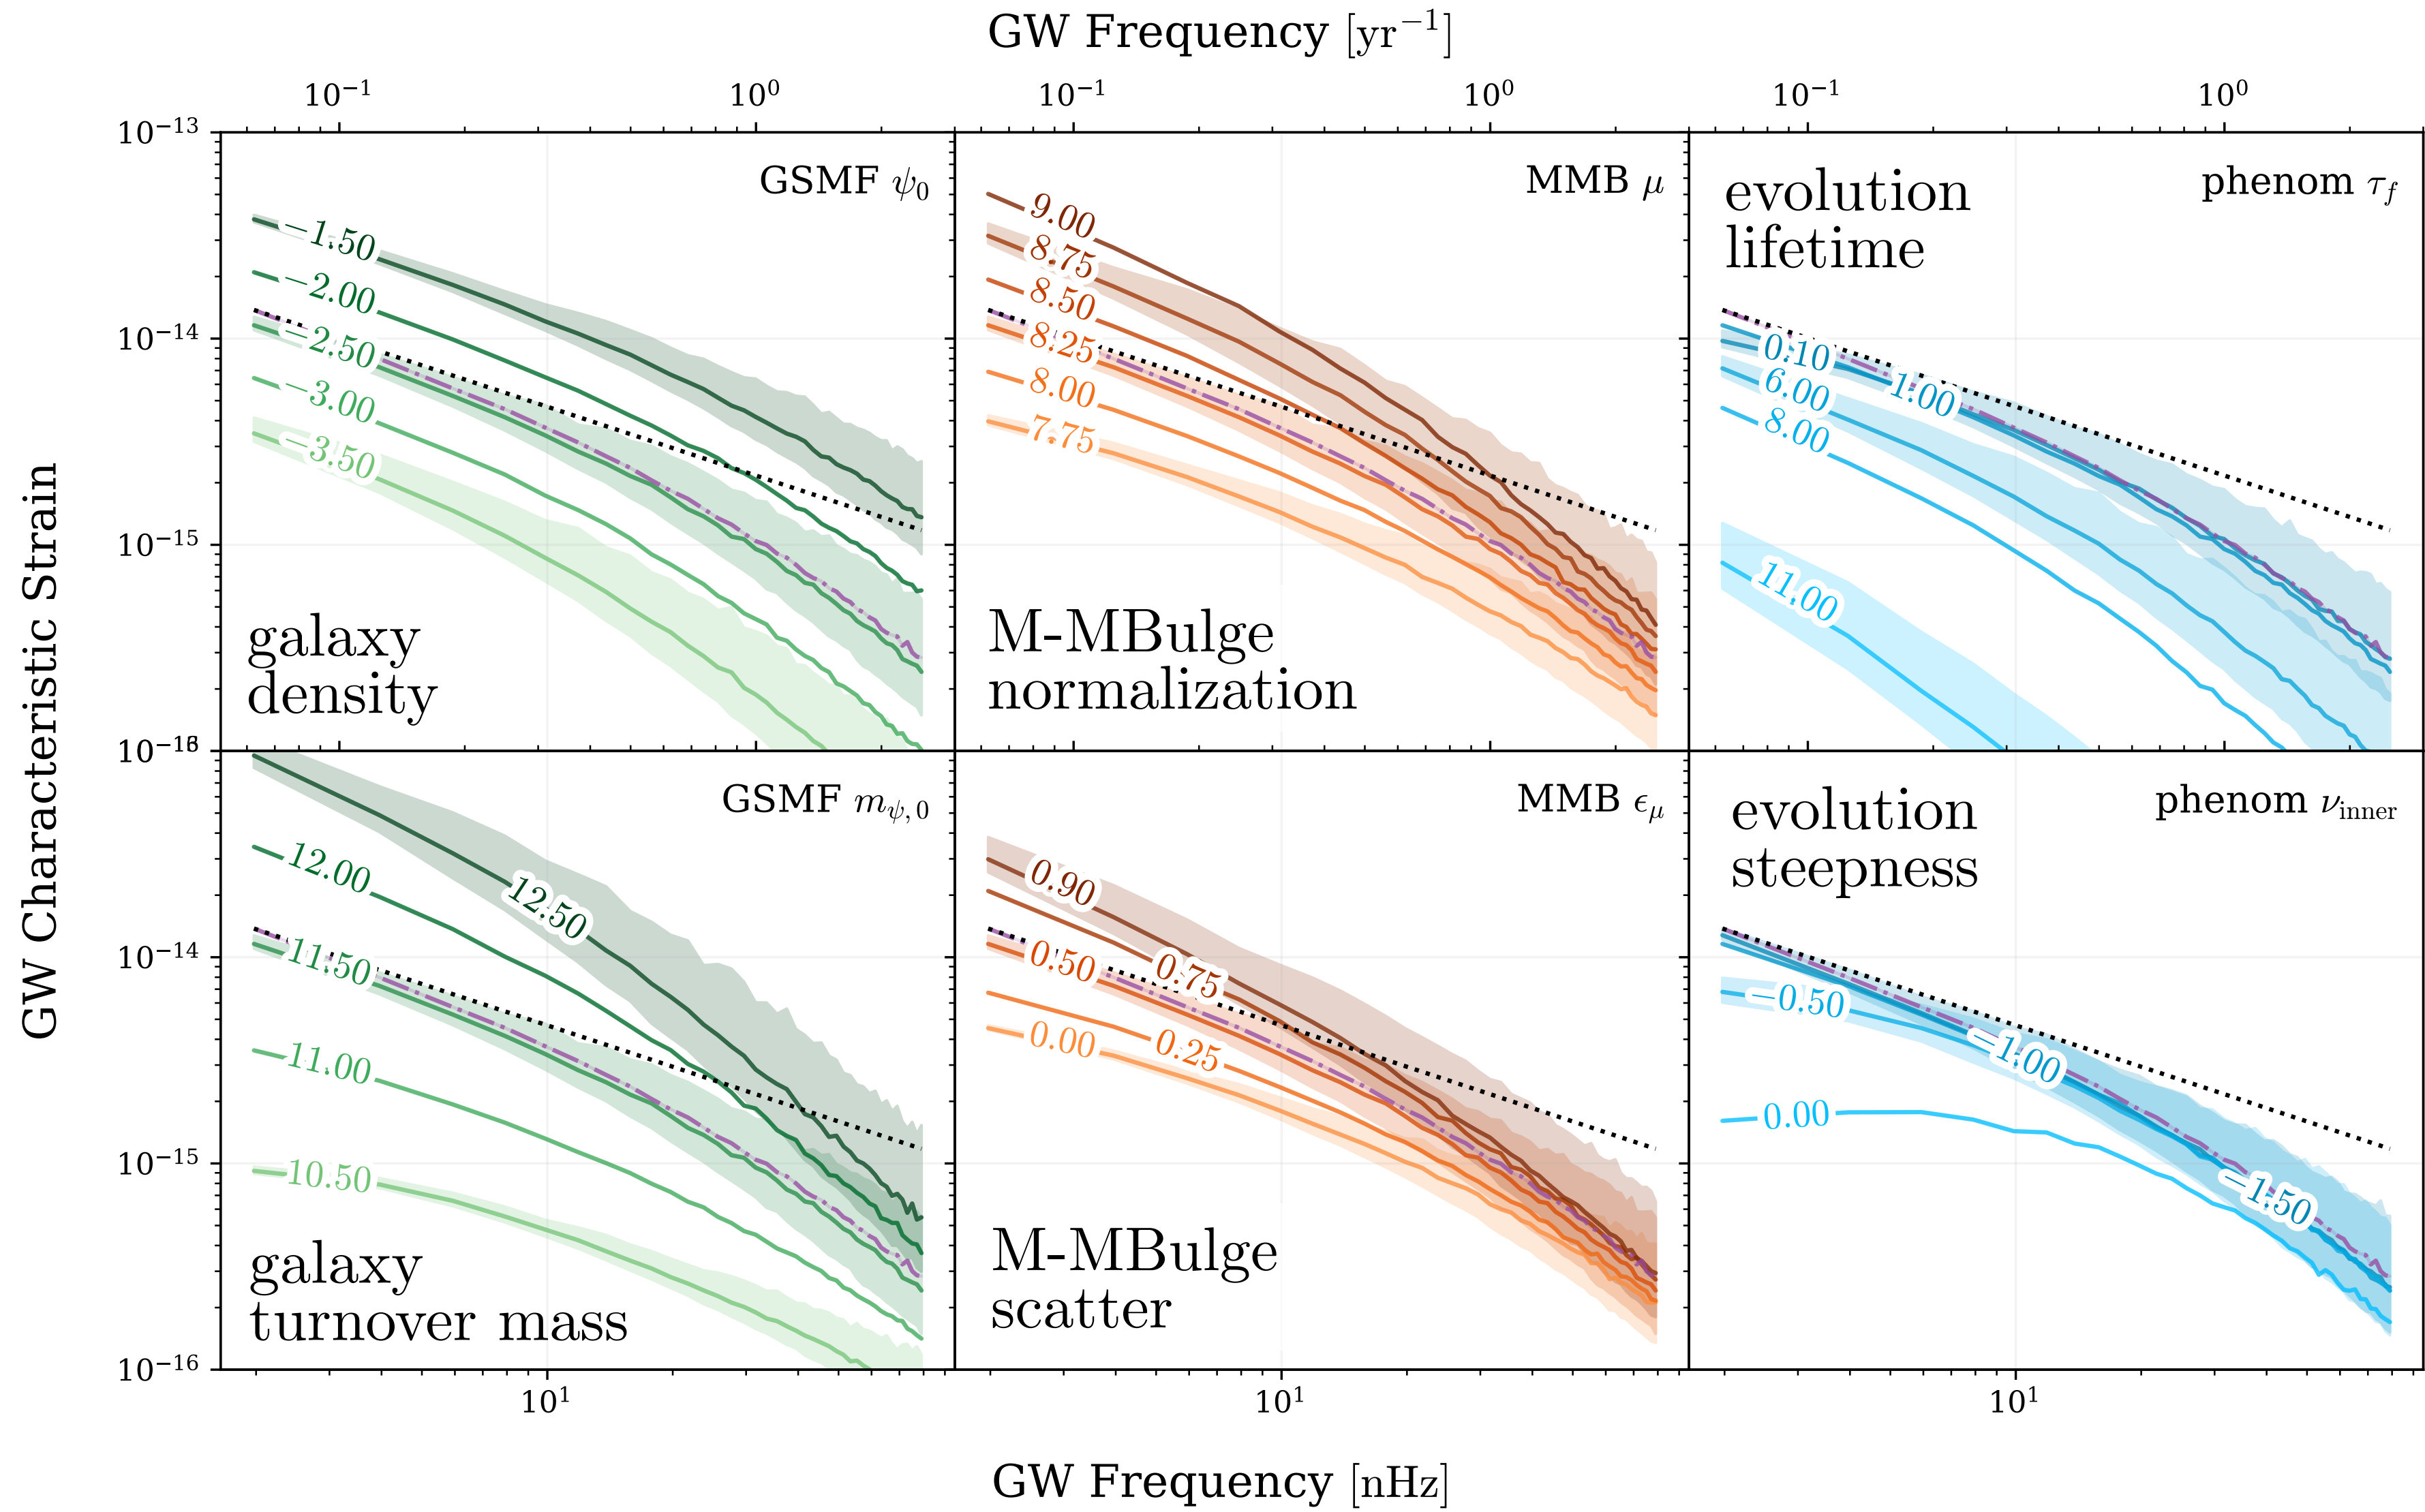 GW Frequency [yr⁻¹]
10⁻¹ 10⁰ 10⁻¹ 10⁰ 10⁻¹ 10⁰
GW Characteristic Strain
10⁻¹³
10⁻¹⁴
10⁻¹⁵
GSMF ψ₀
−1.50
−2.00
−2.50
−3.00
−3.50
galaxy
density
MMB μ
9.00
8.75
8.50
8.25
8.00
7.75
M-MBulge
normalization
evolution
lifetime
phenom τ_f
0.10
1.00
6.00
8.00
11.00
10⁻¹⁴
10⁻¹⁵
10⁻¹⁶
GSMF m_ψ,0
12.50
12.00
11.50
11.00
10.50
galaxy
turnover mass
MMB ϵ_μ
0.90
0.75
0.50
0.25
0.00
M-MBulge
scatter
evolution
steepness
phenom ν_inner
−0.50
−1.00
0.00
−1.50
10¹ 10¹ 10¹
GW Frequency [nHz]